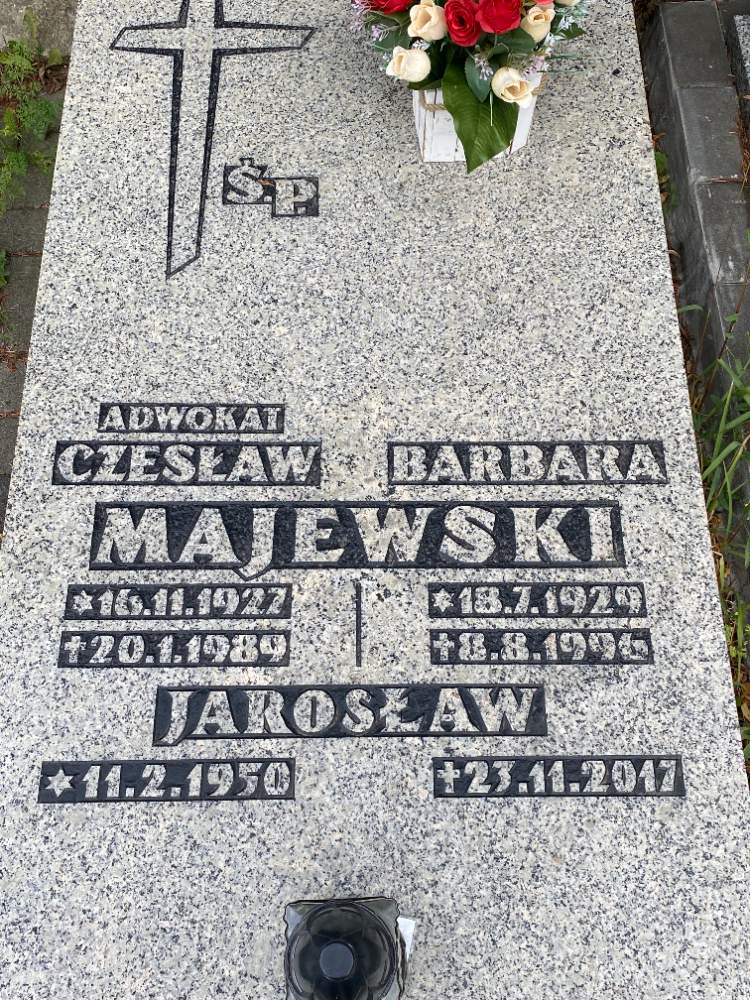 Ś.P.
ADWOKAT
CZESŁAW BARBARA
MAJEWSKI
*16.11.1927 *18.7.1929
†20.1.1989 †8.8.1996
JAROSŁAW
*11.2.1950 †23.11.2017